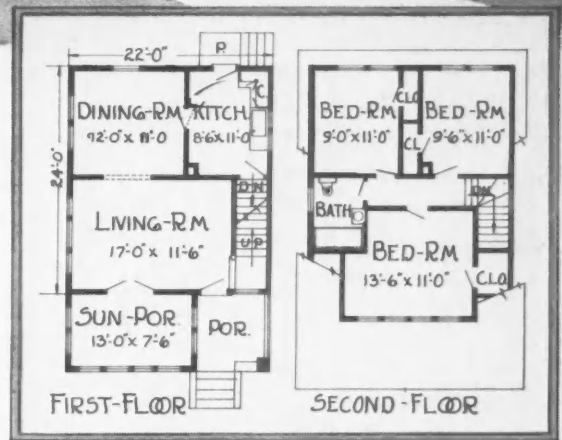 P.
22'-0"
DINING-RM
12'-0" x 11'-0
KITCH.
8'-6" x 11'-0"
C.
24'-0"
DN
LIVING-RM
17'-0" x 11'-6"
UP
SUN-POR.
13'-0" x 7'-6"
POR.
FIRST-FLOOR
BED-RM
9'-0" x 11'-0"
CLO
CL
BED-RM
9'-6" x 11'-0"
BATH
DN
BED-RM
13'-6" x 11'-0"
CLO.
SECOND-FLOOR